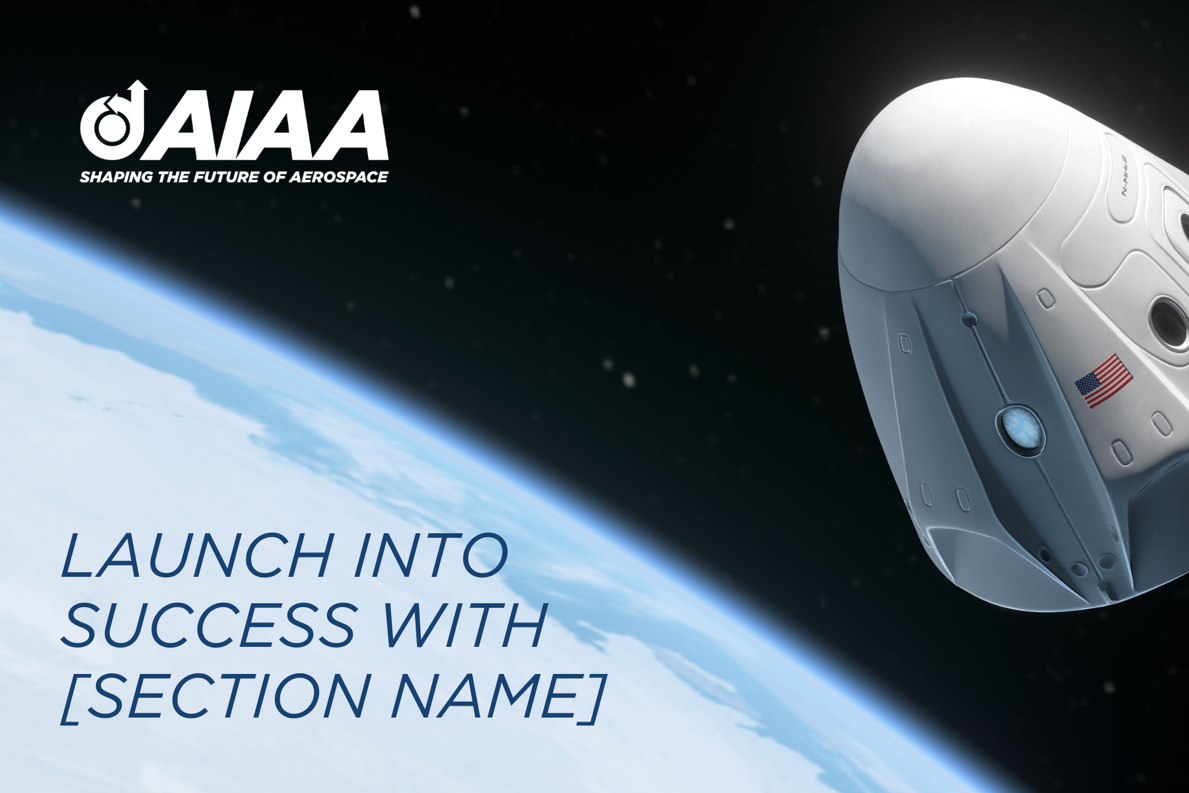 AIAA
SHAPING THE FUTURE OF AEROSPACE
LAUNCH INTO
SUCCESS WITH
[SECTION NAME]